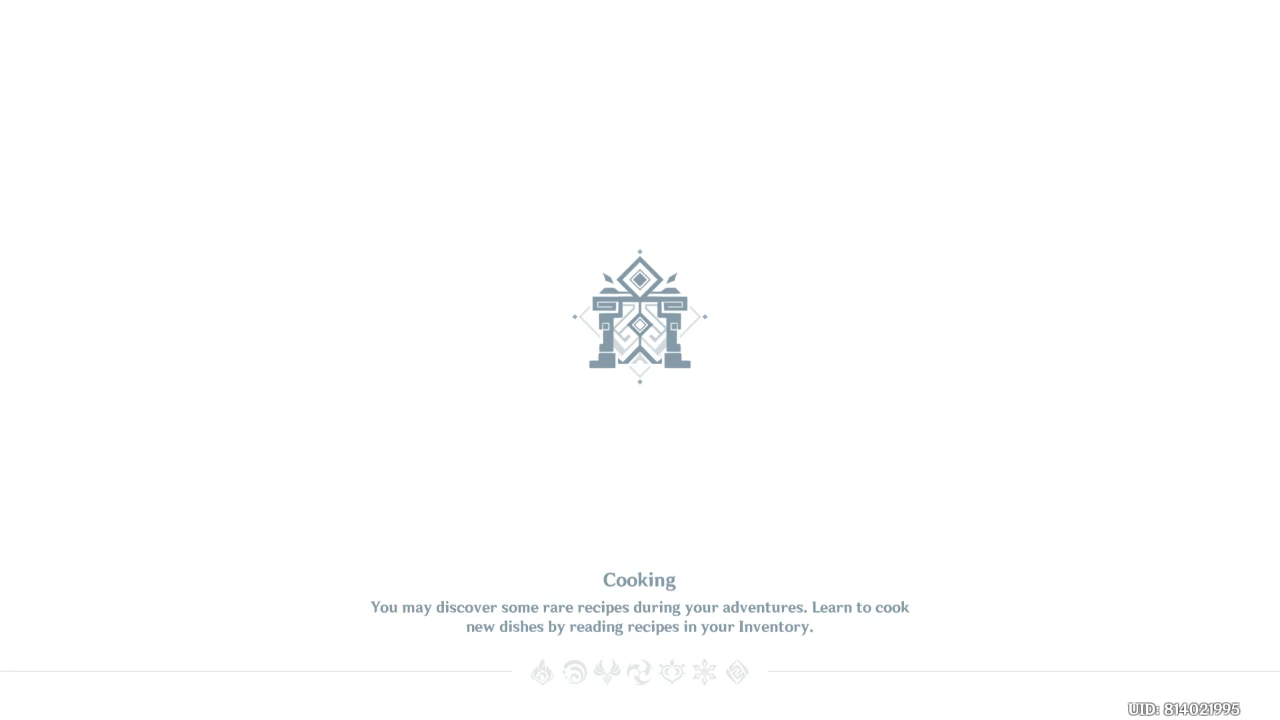 Cooking
You may discover some rare recipes during your adventures. Learn to cook
new dishes by reading recipes in your Inventory.
UID: 814021995